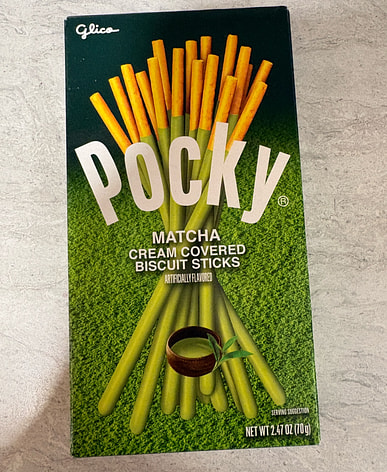 Glico
Pocky®
MATCHA
CREAM COVERED
BISCUIT STICKS
ARTIFICIALLY FLAVORED
SERVING SUGGESTION
NET WT 2.47 OZ (70g)